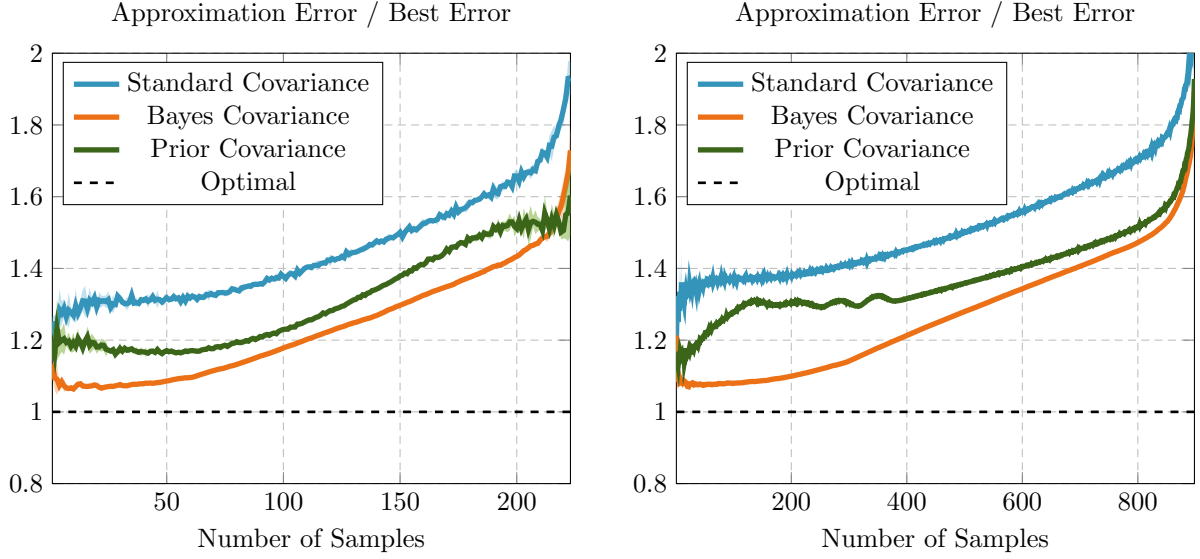 Approximation Error / Best Error
2
1.8
1.6
1.4
1.2
1
0.8
Standard Covariance
Bayes Covariance
Prior Covariance
Optimal
50
100
150
200
Number of Samples
Approximation Error / Best Error
2
1.8
1.6
1.4
1.2
1
0.8
Standard Covariance
Bayes Covariance
Prior Covariance
Optimal
200
400
600
800
Number of Samples